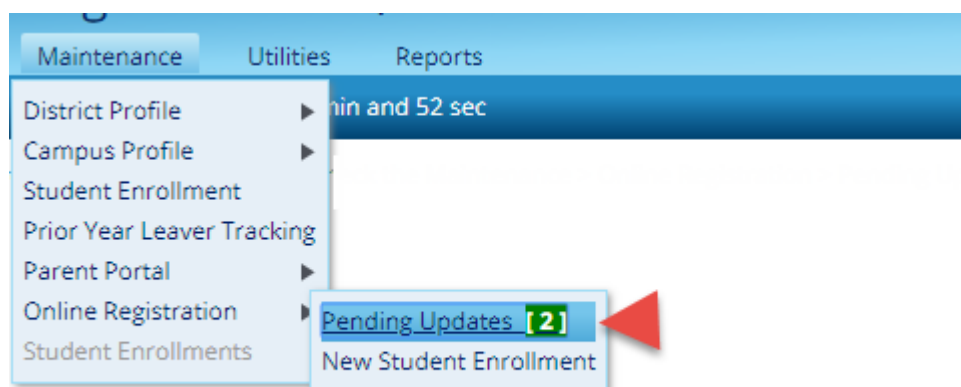 Maintenance Utilities Reports
min and 52 sec
District Profile
Campus Profile
Student Enrollment
Prior Year Leaver Tracking
Parent Portal
Online Registration
Pending Updates [2]
Student Enrollments
New Student Enrollment